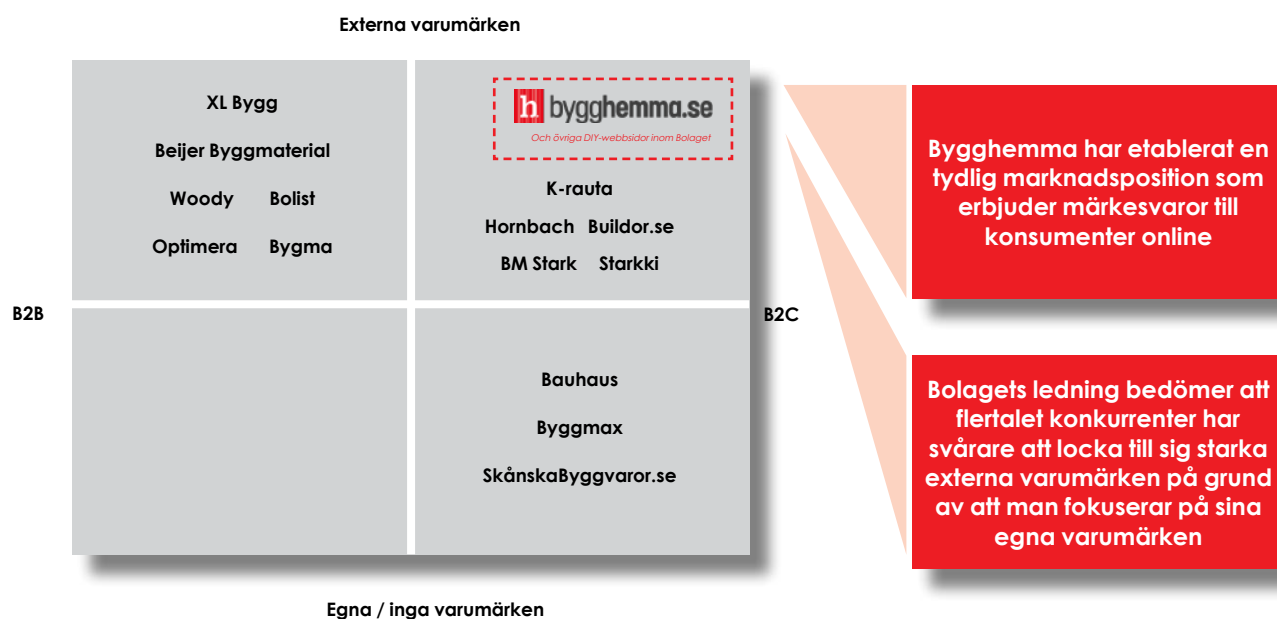 Externa varumärken
XL Bygg
Beijer Byggmaterial
Woody Bolist
Optimera Bygma
h bygghemma.se
Och övriga DIY-webbsidor inom Bolaget
K-rauta
Hornbach Buildor.se
BM Stark Starkki
B2B
B2C
Bauhaus
Byggmax
SkånskaByggvaror.se
Egna / inga varumärken
Bygghemma har etablerat en
tydlig marknadsposition som
erbjuder märkesvaror till
konsumenter online
Bolagets ledning bedömer att
flertalet konkurrenter har
svårare att locka till sig starka
externa varumärken på grund
av att man fokuserar på sina
egna varumärken